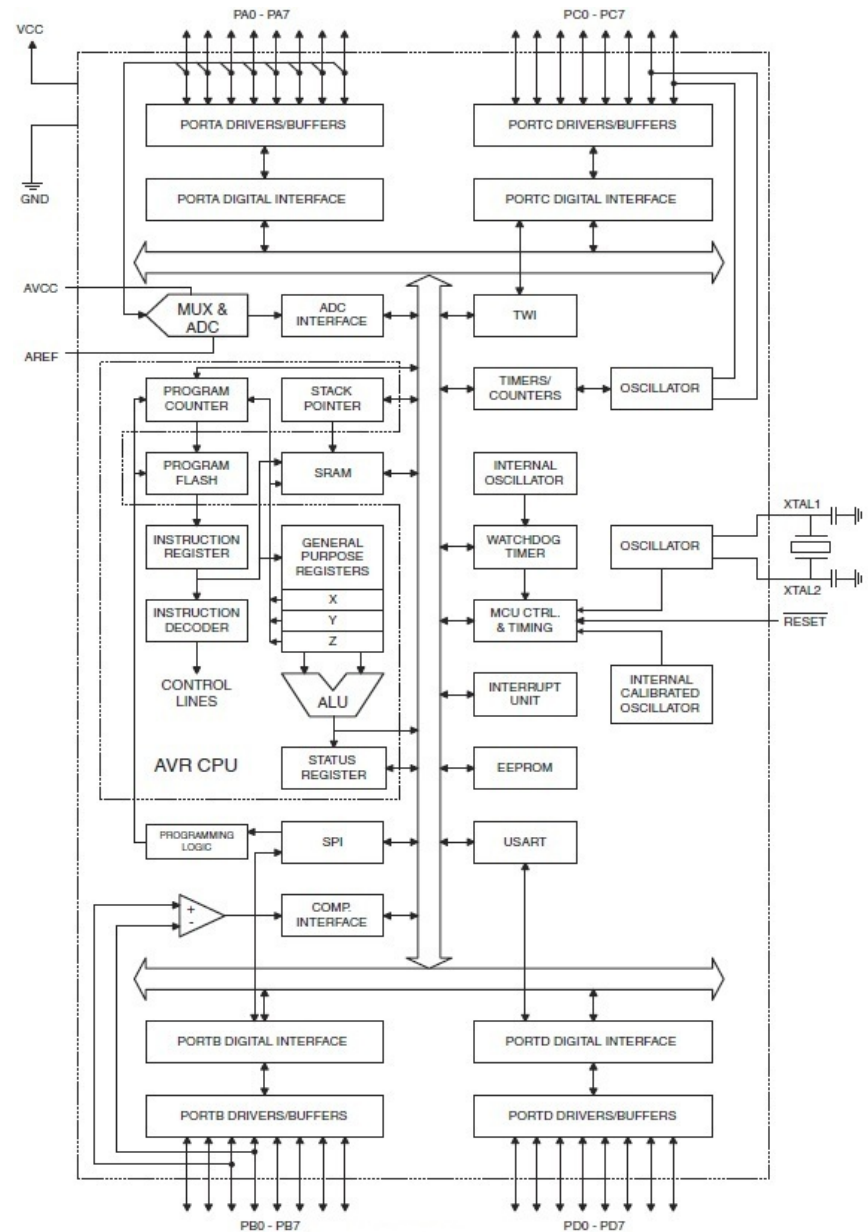 PA0 - PA7
PC0 - PC7
VCC
PORTA DRIVERS/BUFFERS
PORTC DRIVERS/BUFFERS
PORTA DIGITAL INTERFACE
PORTC DIGITAL INTERFACE
GND
AVCC
MUX &
ADC
ADC
INTERFACE
TWI
AREF
PROGRAM
COUNTER
STACK
POINTER
TIMERS/
COUNTERS
OSCILLATOR
PROGRAM
FLASH
SRAM
INTERNAL
OSCILLATOR
XTAL1
INSTRUCTION
REGISTER
GENERAL
PURPOSE
REGISTERS
WATCHDOG
TIMER
OSCILLATOR
XTAL2
X
Y
Z
INSTRUCTION
DECODER
MCU CTRL.
& TIMING
RESET
CONTROL
LINES
ALU
INTERRUPT
UNIT
INTERNAL
CALIBRATED
OSCILLATOR
AVR CPU
STATUS
REGISTER
EEPROM
PROGRAMMING
LOGIC
SPI
USART
+
-
COMP.
INTERFACE
PORTB DIGITAL INTERFACE
PORTD DIGITAL INTERFACE
PORTB DRIVERS/BUFFERS
PORTD DRIVERS/BUFFERS
PB0 - PB7
PD0 - PD7